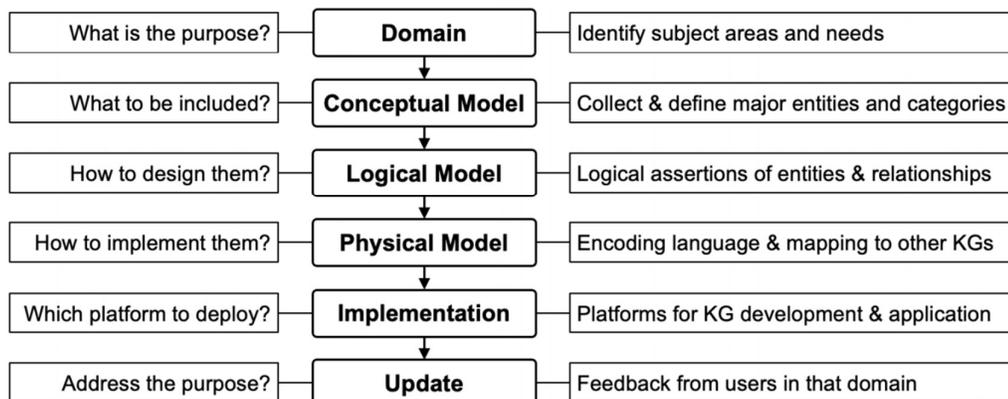 What is the purpose?
Domain
Identify subject areas and needs
What to be included?
Conceptual Model
Collect & define major entities and categories
How to design them?
Logical Model
Logical assertions of entities & relationships
How to implement them?
Physical Model
Encoding language & mapping to other KGs
Which platform to deploy?
Implementation
Platforms for KG development & application
Address the purpose?
Update
Feedback from users in that domain